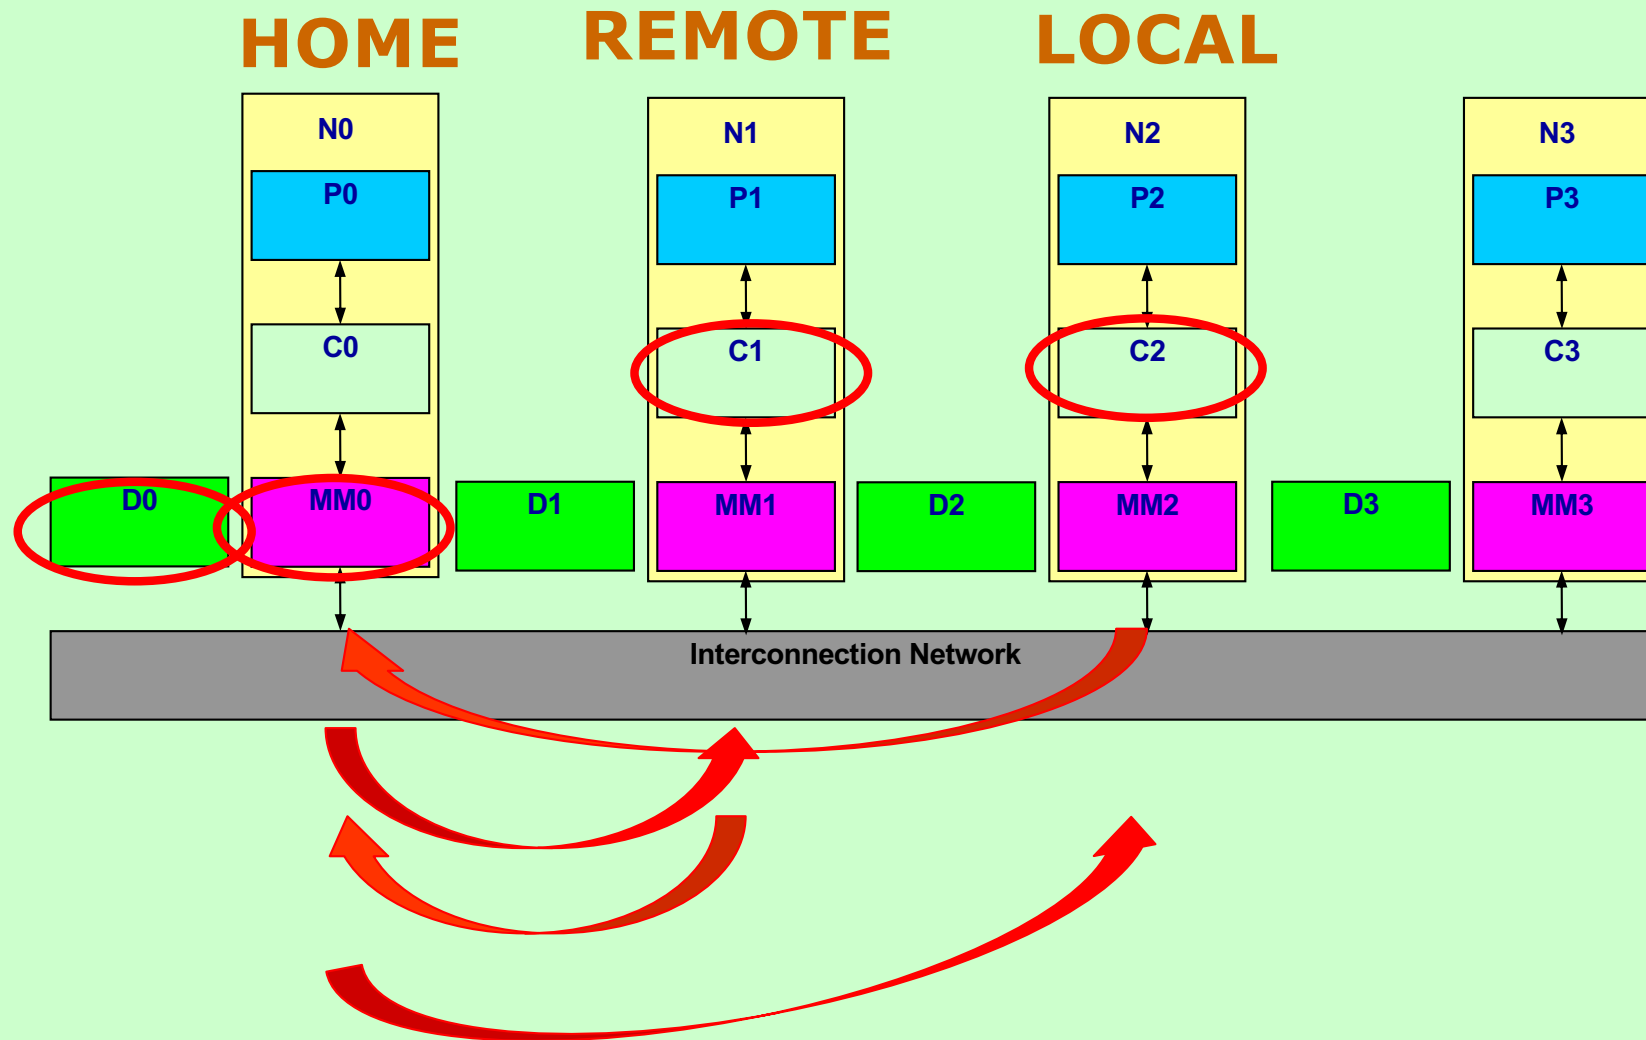 HOME REMOTE LOCAL
N0 N1 N2 N3
P0 P1 P2 P3
C0 C1 C2 C3
D0 MM0 D1 MM1 D2 MM2 D3 MM3
Interconnection Network